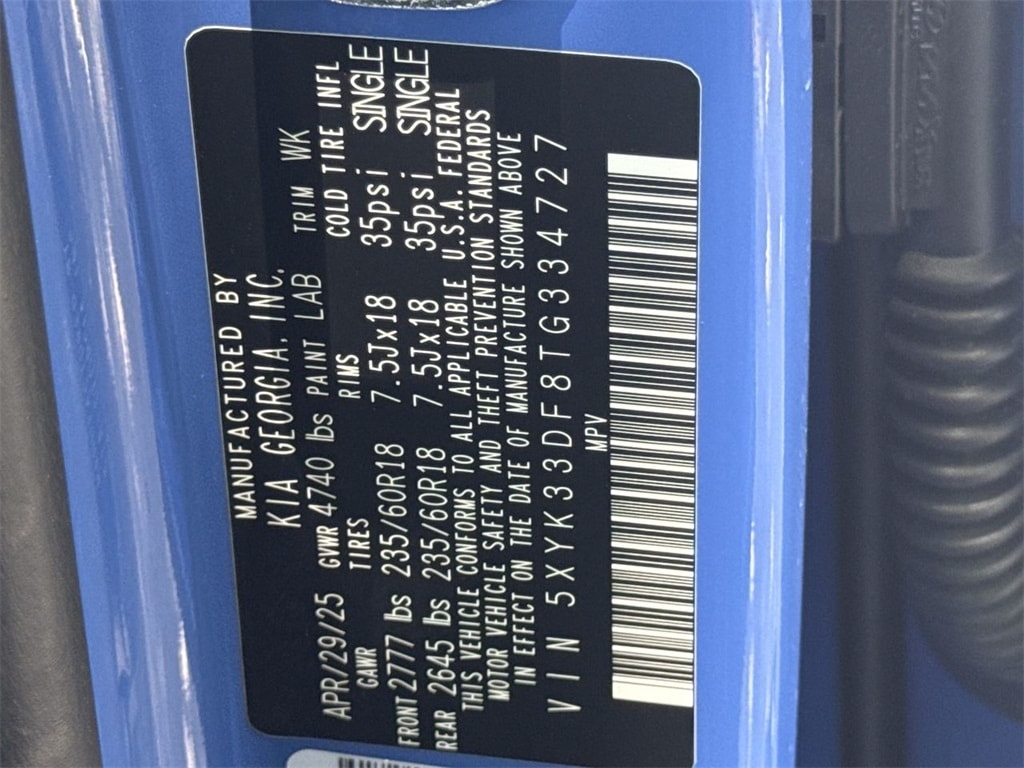 MANUFACTURED BY
KIA GEORGIA, INC.
APR/29/25 GVWR 4740 lbs PAINT LAB TRIM WK
GAWR TIRES RIMS COLD TIRE INFL
FRONT 2777 lbs 235/60R18 7.5Jx18 35psi SINGLE
REAR 2645 lbs 235/60R18 7.5Jx18 35psi SINGLE
THIS VEHICLE CONFORMS TO ALL APPLICABLE U.S.A. FEDERAL
MOTOR VEHICLE SAFETY AND THEFT PREVENTION STANDARDS
IN EFFECT ON THE DATE OF MANUFACTURE SHOWN ABOVE
VIN 5XYK33DF8TG334727
MPV